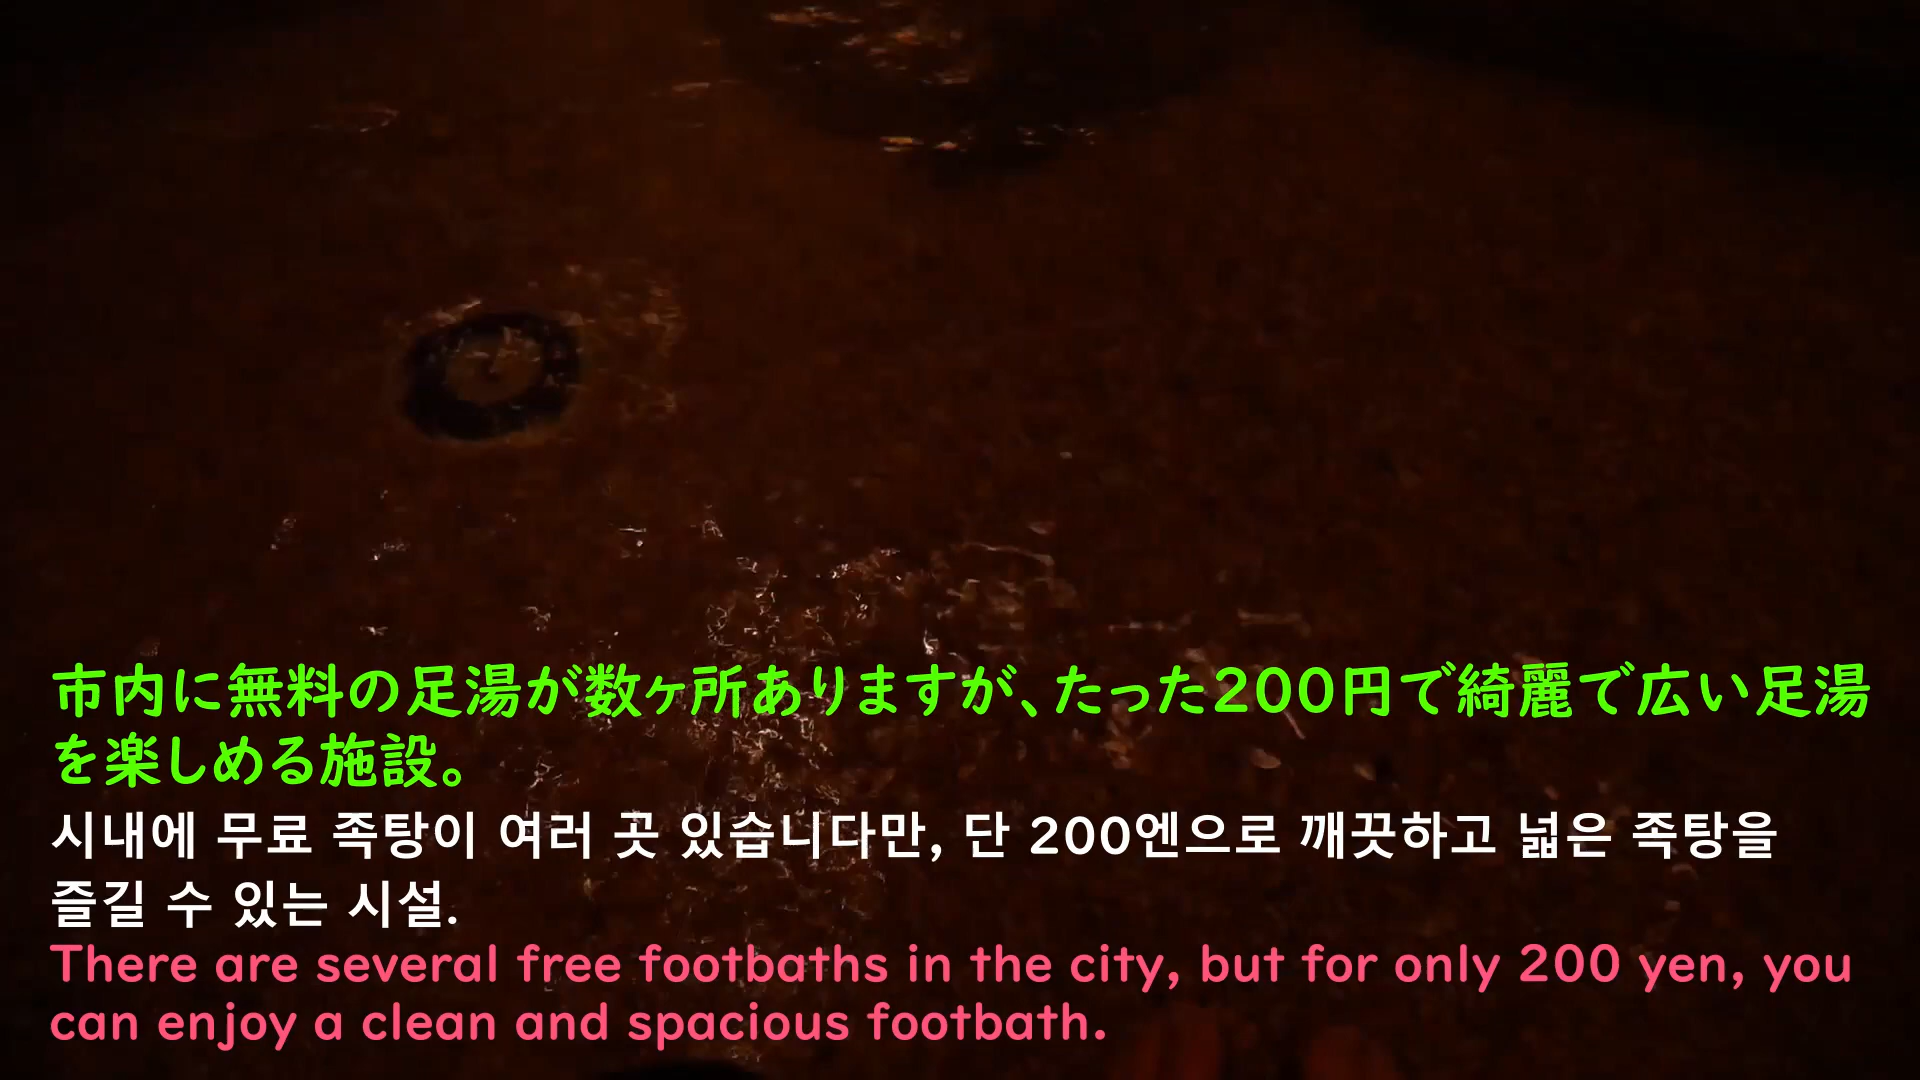 市内に無料の足湯が数ヶ所ありますが、たった200円で綺麗で広い足湯
を楽しめる施設。
시내에 무료 족탕이 여러 곳 있습니다만, 단 200엔으로 깨끗하고 넓은 족탕을
즐길 수 있는 시설.
There are several free footbaths in the city, but for only 200 yen, you
can enjoy a clean and spacious footbath.